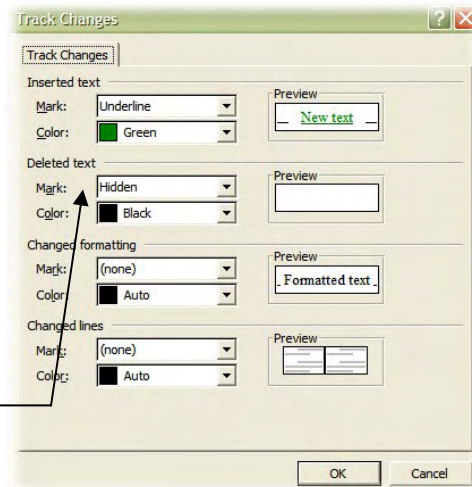 Track Changes
Track Changes
Inserted text
Mark: Underline
Color: Green
Preview
New text
Deleted text
Mark: Hidden
Color: Black
Preview
Changed formatting
Mark: (none)
Color: Auto
Preview
Formatted text
Changed lines
Mark: (none)
Color: Auto
Preview
OK Cancel